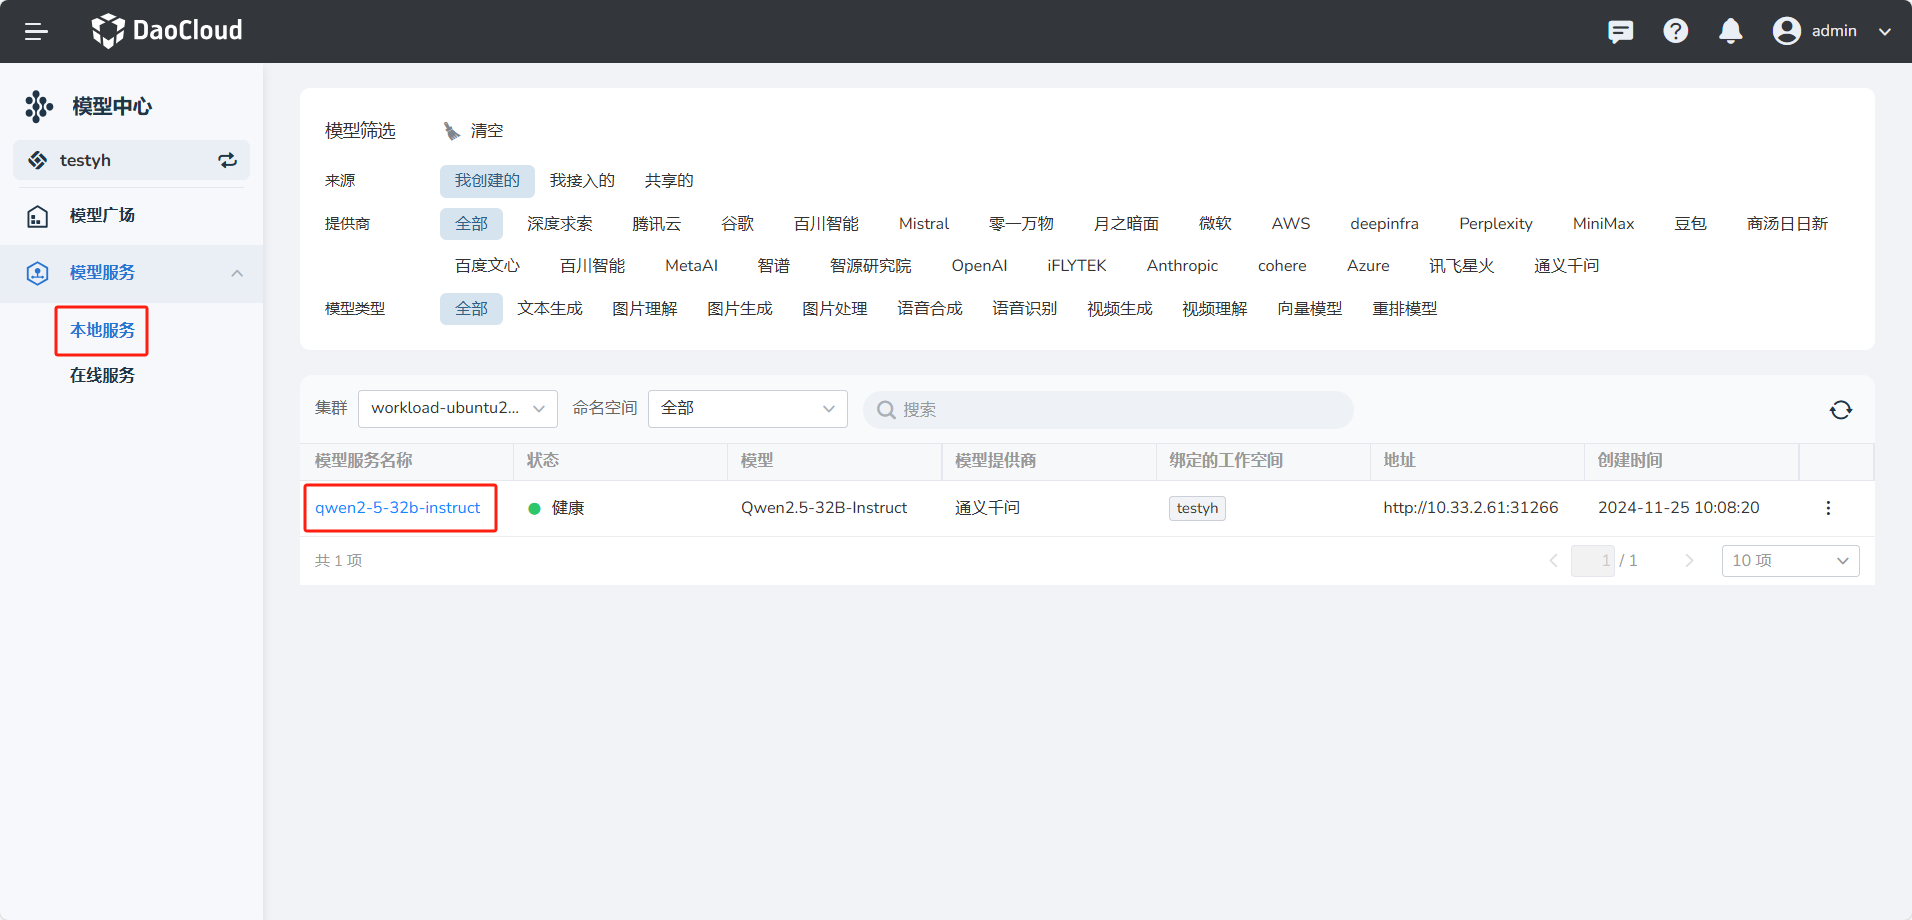 DaoCloud
admin
模型中心
testyh
模型广场
模型服务
本地服务
在线服务
模型筛选 清空
来源 我创建的 我接入的 共享的
提供商 全部 深度求索 腾讯云 谷歌 百川智能 Mistral 零一万物 月之暗面 微软 AWS deepinfra Perplexity MiniMax 豆包 商汤日日新
百度文心 百川智能 MetaAI 智谱 智源研究院 OpenAI iFLYTEK Anthropic cohere Azure 讯飞星火 通义千问
模型类型 全部 文本生成 图片理解 图片生成 图片处理 语音合成 语音识别 视频生成 视频理解 向量模型 重排模型
集群 workload-ubuntu2... 命名空间 全部 搜索
模型服务名称 状态 模型 模型提供商 绑定的工作空间 地址 创建时间
qwen2-5-32b-instruct 健康 Qwen2.5-32B-Instruct 通义千问 testyh http://10.33.2.61:31266 2024-11-25 10:08:20
共 1 项 1 / 1 10 项